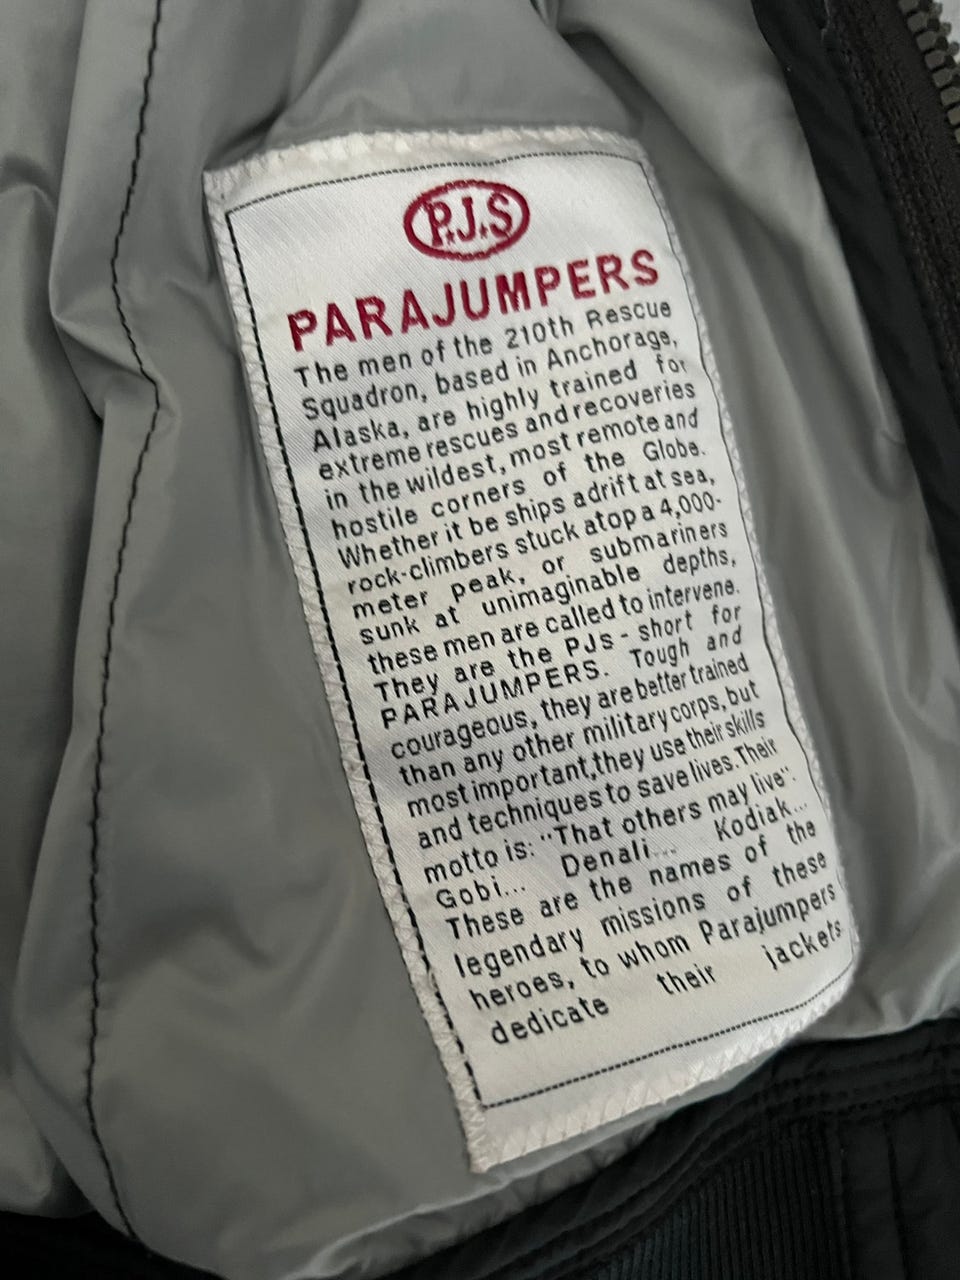 P.J.S
PARAJUMPERS
The men of the 210th Rescue
Squadron, based in Anchorage,
Alaska, are highly trained for
extreme rescues and recoveries
in the wildest, most remote and
hostile corners of the Globe.
Whether it be ships adrift at sea,
rock-climbers stuck atop a 4,000-
meter peak, or submariners
sunk at unimaginable depths,
these men are called to intervene.
They are the PJs - short for
PARAJUMPERS. Tough and
courageous, they are better trained
than any other military corps, but
most important, they use their skills
and techniques to save lives. Their
motto is: "That others may live".
Gobi... Denali... Kodiak...
These are the names of the
legendary missions of these
heroes, to whom Parajumpers
dedicate their jackets